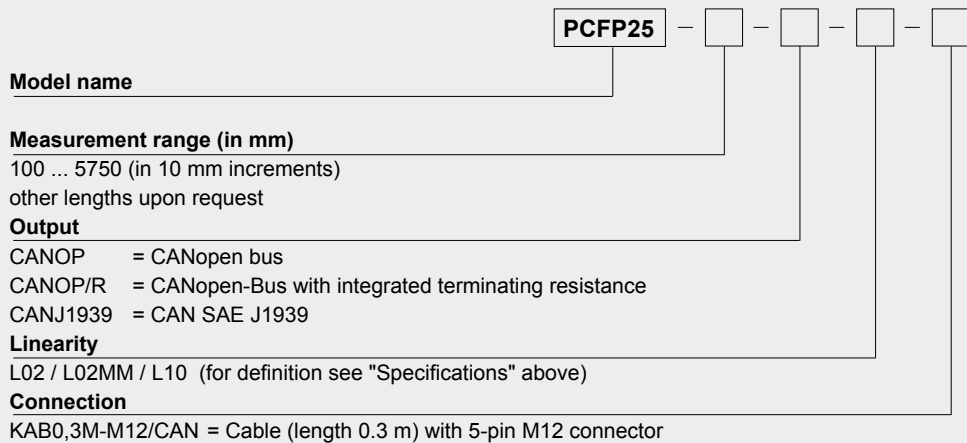 PCFP25 – – – –
Model name
Measurement range (in mm)
100 ... 5750 (in 10 mm increments)
other lengths upon request
Output
CANOP = CANopen bus
CANOP/R = CANopen-Bus with integrated terminating resistance
CANJ1939 = CAN SAE J1939
Linearity
L02 / L02MM / L10 (for definition see "Specifications" above)
Connection
KAB0,3M-M12/CAN = Cable (length 0.3 m) with 5-pin M12 connector